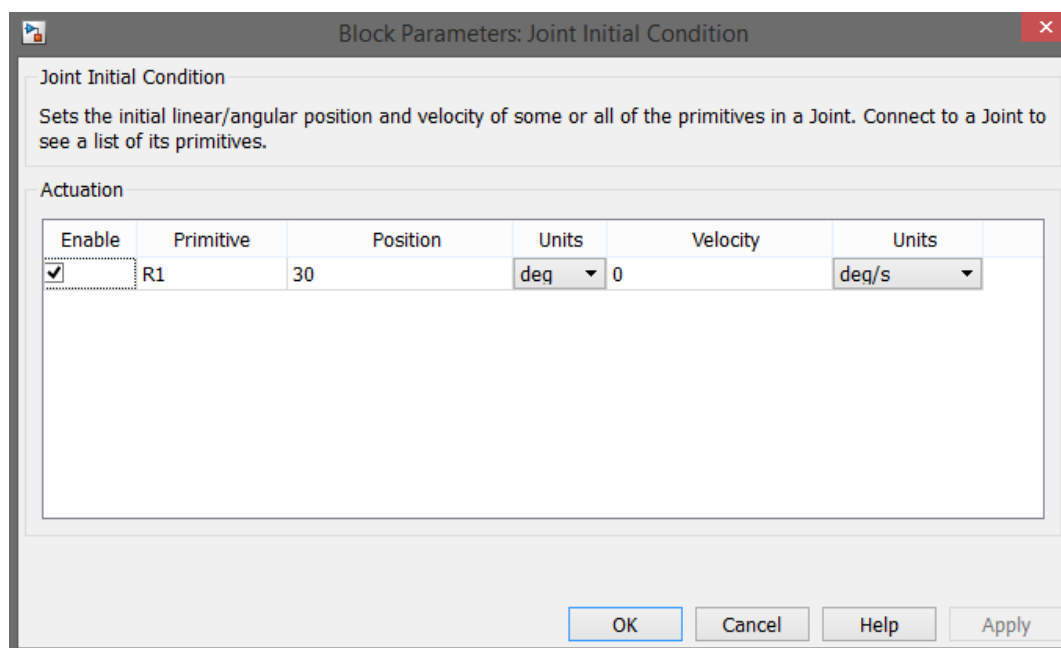 Block Parameters: Joint Initial Condition
Joint Initial Condition
Sets the initial linear/angular position and velocity of some or all of the primitives in a Joint. Connect to a Joint to
see a list of its primitives.
Actuation
Enable Primitive Position Units Velocity Units
R1 30 deg 0 deg/s
OK Cancel Help Apply